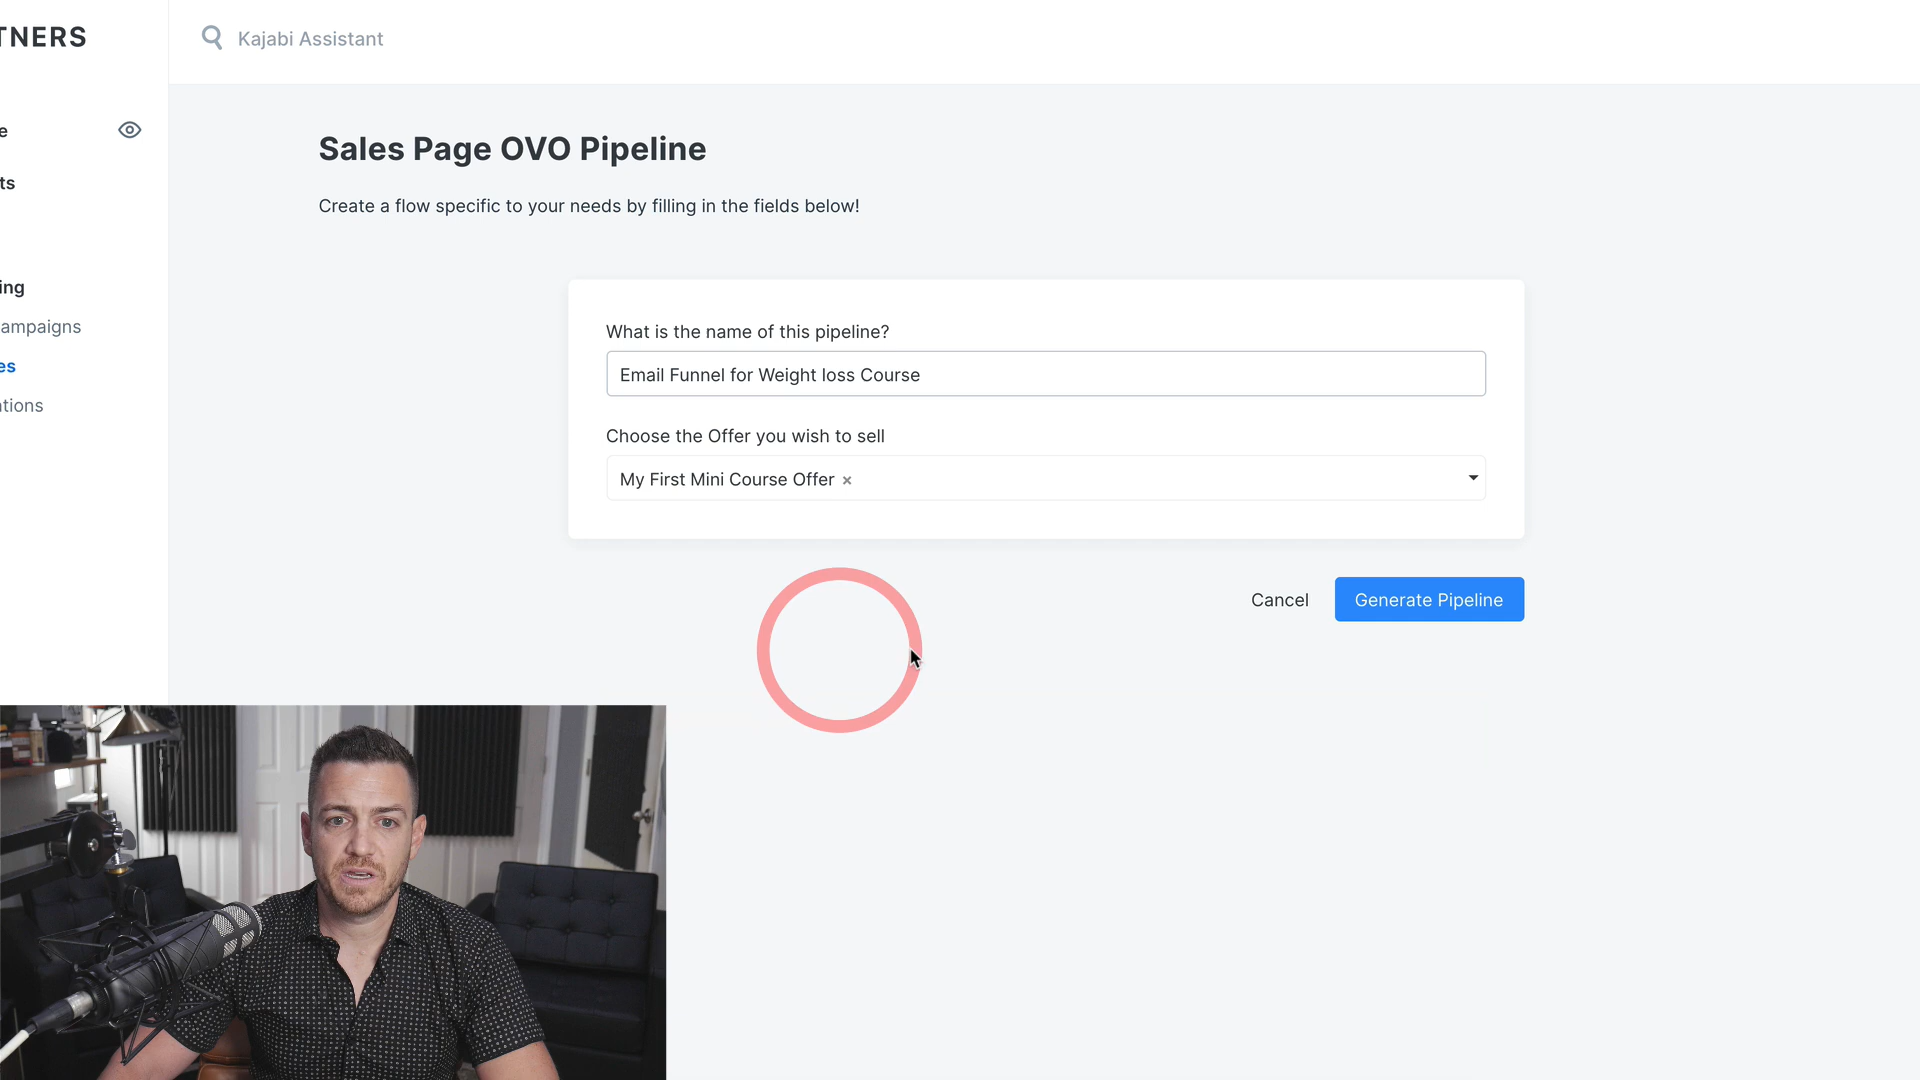 TNERS
Kajabi Assistant
e
ts
ing
ampaigns
es
ations
Sales Page OVO Pipeline
Create a flow specific to your needs by filling in the fields below!
What is the name of this pipeline?
Email Funnel for Weight loss Course
Choose the Offer you wish to sell
My First Mini Course Offer ×
Cancel
Generate Pipeline